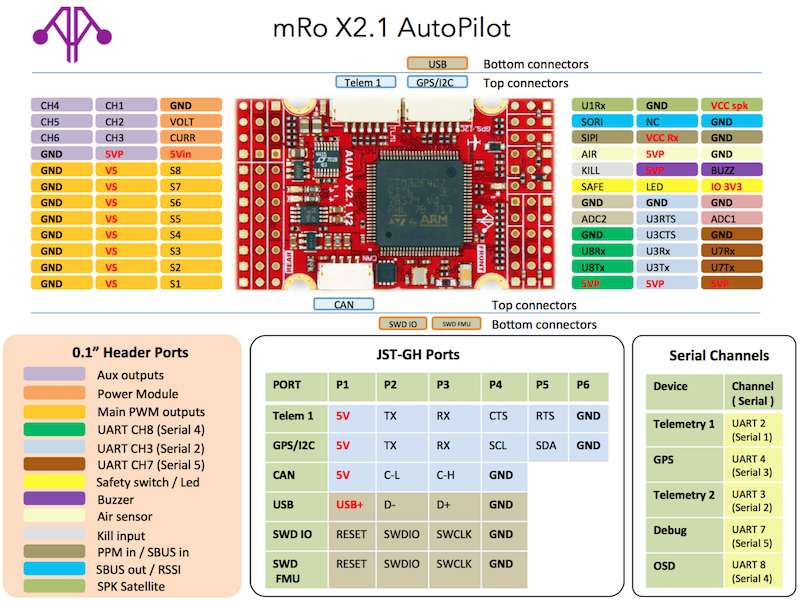 mRo X2.1 AutoPilot
USB Bottom connectors
Telem 1 GPS/I2C Top connectors
CH4 CH1 GND U1Rx GND VCC spk
CH5 CH2 VOLT SORI NC GND
CH6 CH3 CURR SIPI VCC Rx GND
GND 5VP 5Vin AIR 5VP GND
GND VS S8 KILL 5VP BUZZ
GND VS S7 SAFE LED IO 3V3
GND VS S6 GND GND GND
GND VS S5 ADC2 U3RTS ADC1
GND VS S4 GND U3CTS GND
GND VS S3 U8Rx U3Rx U7Rx
GND VS S2 U8Tx U3Tx U7Tx
GND VS S1 5VP 5VP 5VP
GPS-I2C
AUAV X2.1 V2
ARM
CAN
REAR
FRONT
CAN Top connectors
SWD IO SWD FMU Bottom connectors
0.1” Header Ports
Aux outputs
Power Module
Main PWM outputs
UART CH8 (Serial 4)
UART CH3 (Serial 2)
UART CH7 (Serial 5)
Safety switch / Led
Buzzer
Air sensor
Kill input
PPM in / SBUS in
SBUS out / RSSI
SPK Satellite
JST-GH Ports
PORT P1 P2 P3 P4 P5 P6
Telem 1 5V TX RX CTS RTS GND
GPS/I2C 5V TX RX SCL SDA GND
CAN 5V C-L C-H GND
USB USB+ D- D+ GND
SWD IO RESET SWDIO SWCLK GND
SWD RESET SWDIO SWCLK GND
FMU
Serial Channels
Device Channel
( Serial )
Telemetry 1 UART 2
(Serial 1)
GPS UART 4
(Serial 3)
Telemetry 2 UART 3
(Serial 2)
Debug UART 7
(Serial 5)
OSD UART 8
(Serial 4)